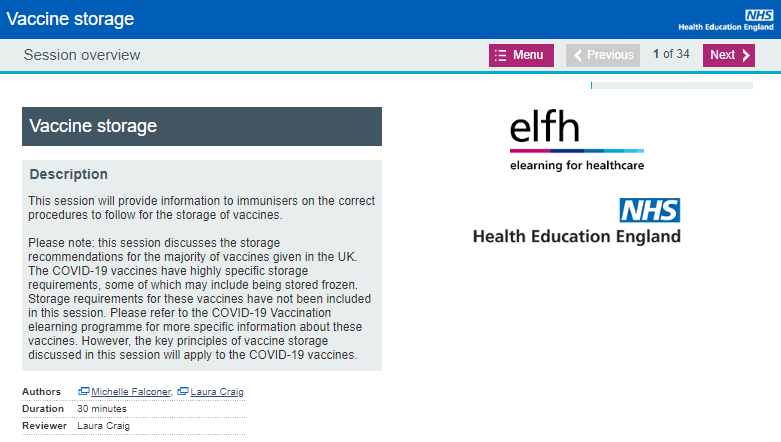 Vaccine storage
NHS
Health Education England
Session overview
Menu
Previous
1 of 34
Next
Vaccine storage
Description
This session will provide information to immunisers on the correct
procedures to follow for the storage of vaccines.
Please note: this session discusses the storage
recommendations for the majority of vaccines given in the UK.
The COVID-19 vaccines have highly specific storage
requirements, some of which may include being stored frozen.
Storage requirements for these vaccines have not been included
in this session. Please refer to the COVID-19 Vaccination
elearning programme for more specific information about these
vaccines. However, the key principles of vaccine storage
discussed in this session will apply to the COVID-19 vaccines.
Authors Michelle Falconer, Laura Craig
Duration 30 minutes
Reviewer Laura Craig
elfh
elearning for healthcare
NHS
Health Education England